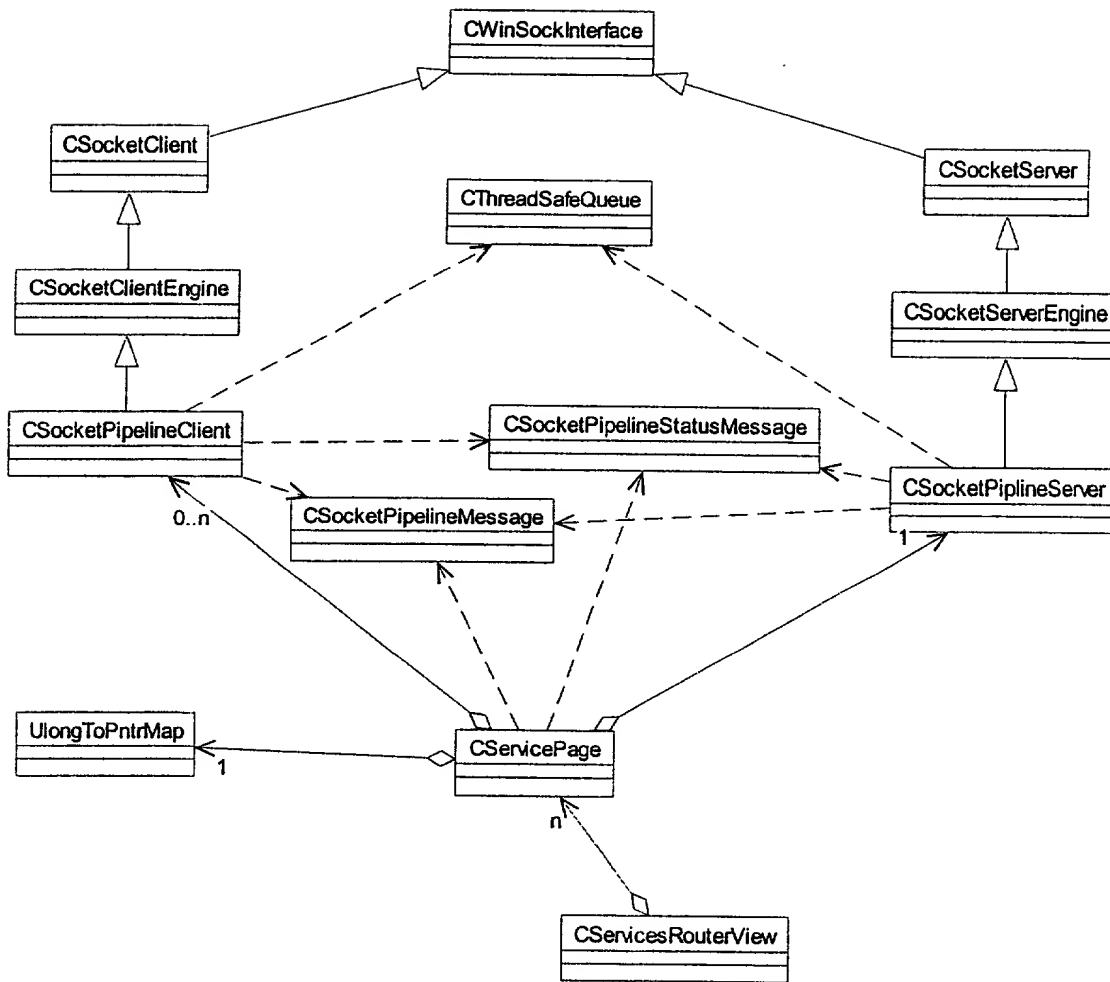 CWinSockInterface
CSocketClient
CSocketServer
CThreadSafeQueue
CSocketClientEngine
CSocketServerEngine
CSocketPipelineClient
CSocketPipelineStatusMessage
CSocketPiplineServer
0..n
CSocketPipelineMessage
1
UlongToPntrMap
CServicePage
1
n
CServicesRouterView